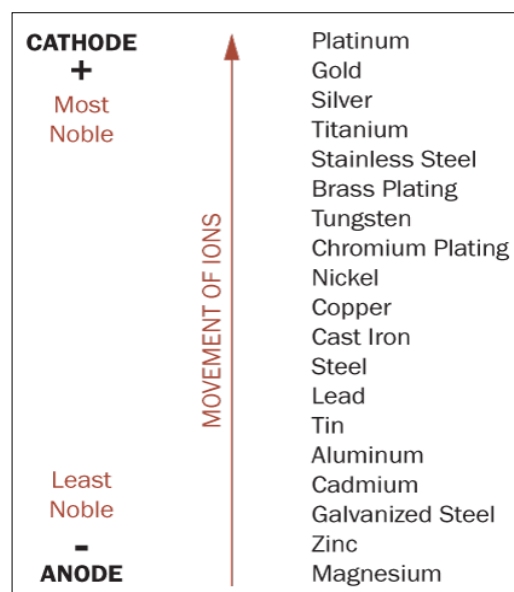 CATHODE
+
Most
Noble
MOVEMENT OF IONS
Least
Noble
-
ANODE
Platinum
Gold
Silver
Titanium
Stainless Steel
Brass Plating
Tungsten
Chromium Plating
Nickel
Copper
Cast Iron
Steel
Lead
Tin
Aluminum
Cadmium
Galvanized Steel
Zinc
Magnesium